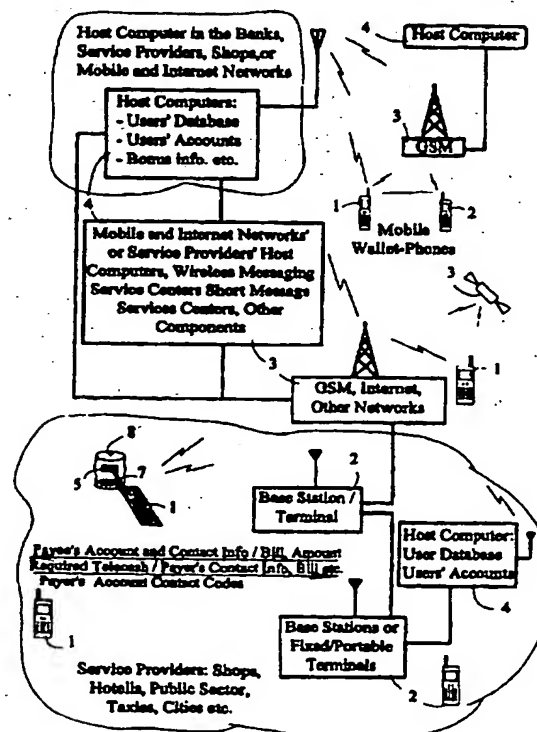 Host Computer in the Banks,
Service Providers, Shops,or
Mobile and Internet Networks
Host Computers:
- Users' Database
- Users' Accounts
- Bonus info. etc.
4
4
Host Computer
3
GSM
1
2
Mobile
Wallet-Phones
Mobile and Internet Networks'
or Service Providers' Host
Computers, Wireless Messaging
Service Centers Short Message
Services Centers, Other
Components
3
3
1
GSM, Internet,
Other Networks
8
5
7
1
2
Base Station /
Terminal
Host Computer:
User Database
Users' Accounts
4
Payee's Account and Contact Info / Bill, Amount
Required Telecash / Payer's Contact Info, Bill etc.
Payer's Account Contact Codes
1
Base Stations or
Fixed/Portable
Terminals
2
Service Providers: Shops,
Hotells, Public Sector,
Taxies, Cities etc.